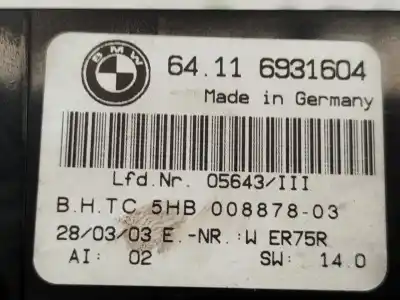 BMW
64.11 6931604
Made in Germany
Lfd.Nr. 05643/III
B.H.TC 5HB 008878-03
28/03/03 E.-NR.:W ER75R
AI: 02 SW: 14.0